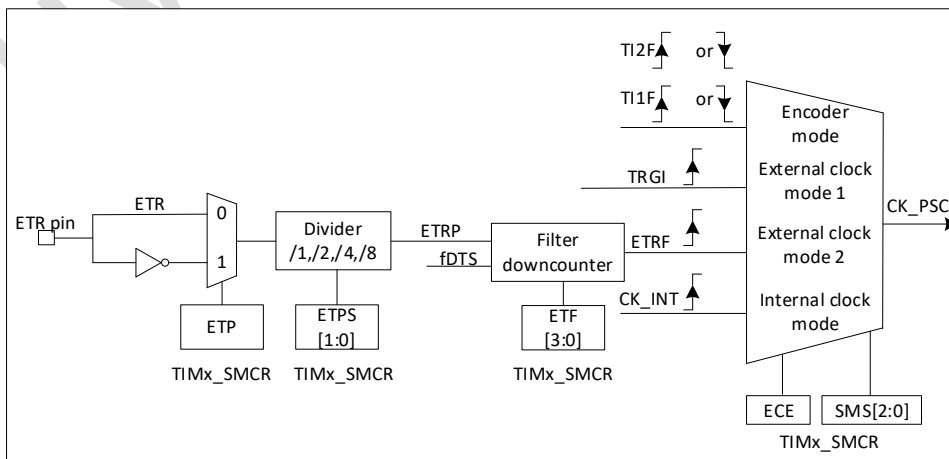 TI2F or
TI1F or
Encoder
mode
TRGI
External clock
mode 1
CK_PSC
ETR pin
ETR
0
1
Divider
/1,/2,/4,/8
ETRP
fDTS
Filter
downcounter
ETRF
External clock
mode 2
CK_INT
Internal clock
mode
ETP
ETPS
[1:0]
ETF
[3:0]
TIMx_SMCR
TIMx_SMCR
TIMx_SMCR
ECE
SMS[2:0]
TIMx_SMCR